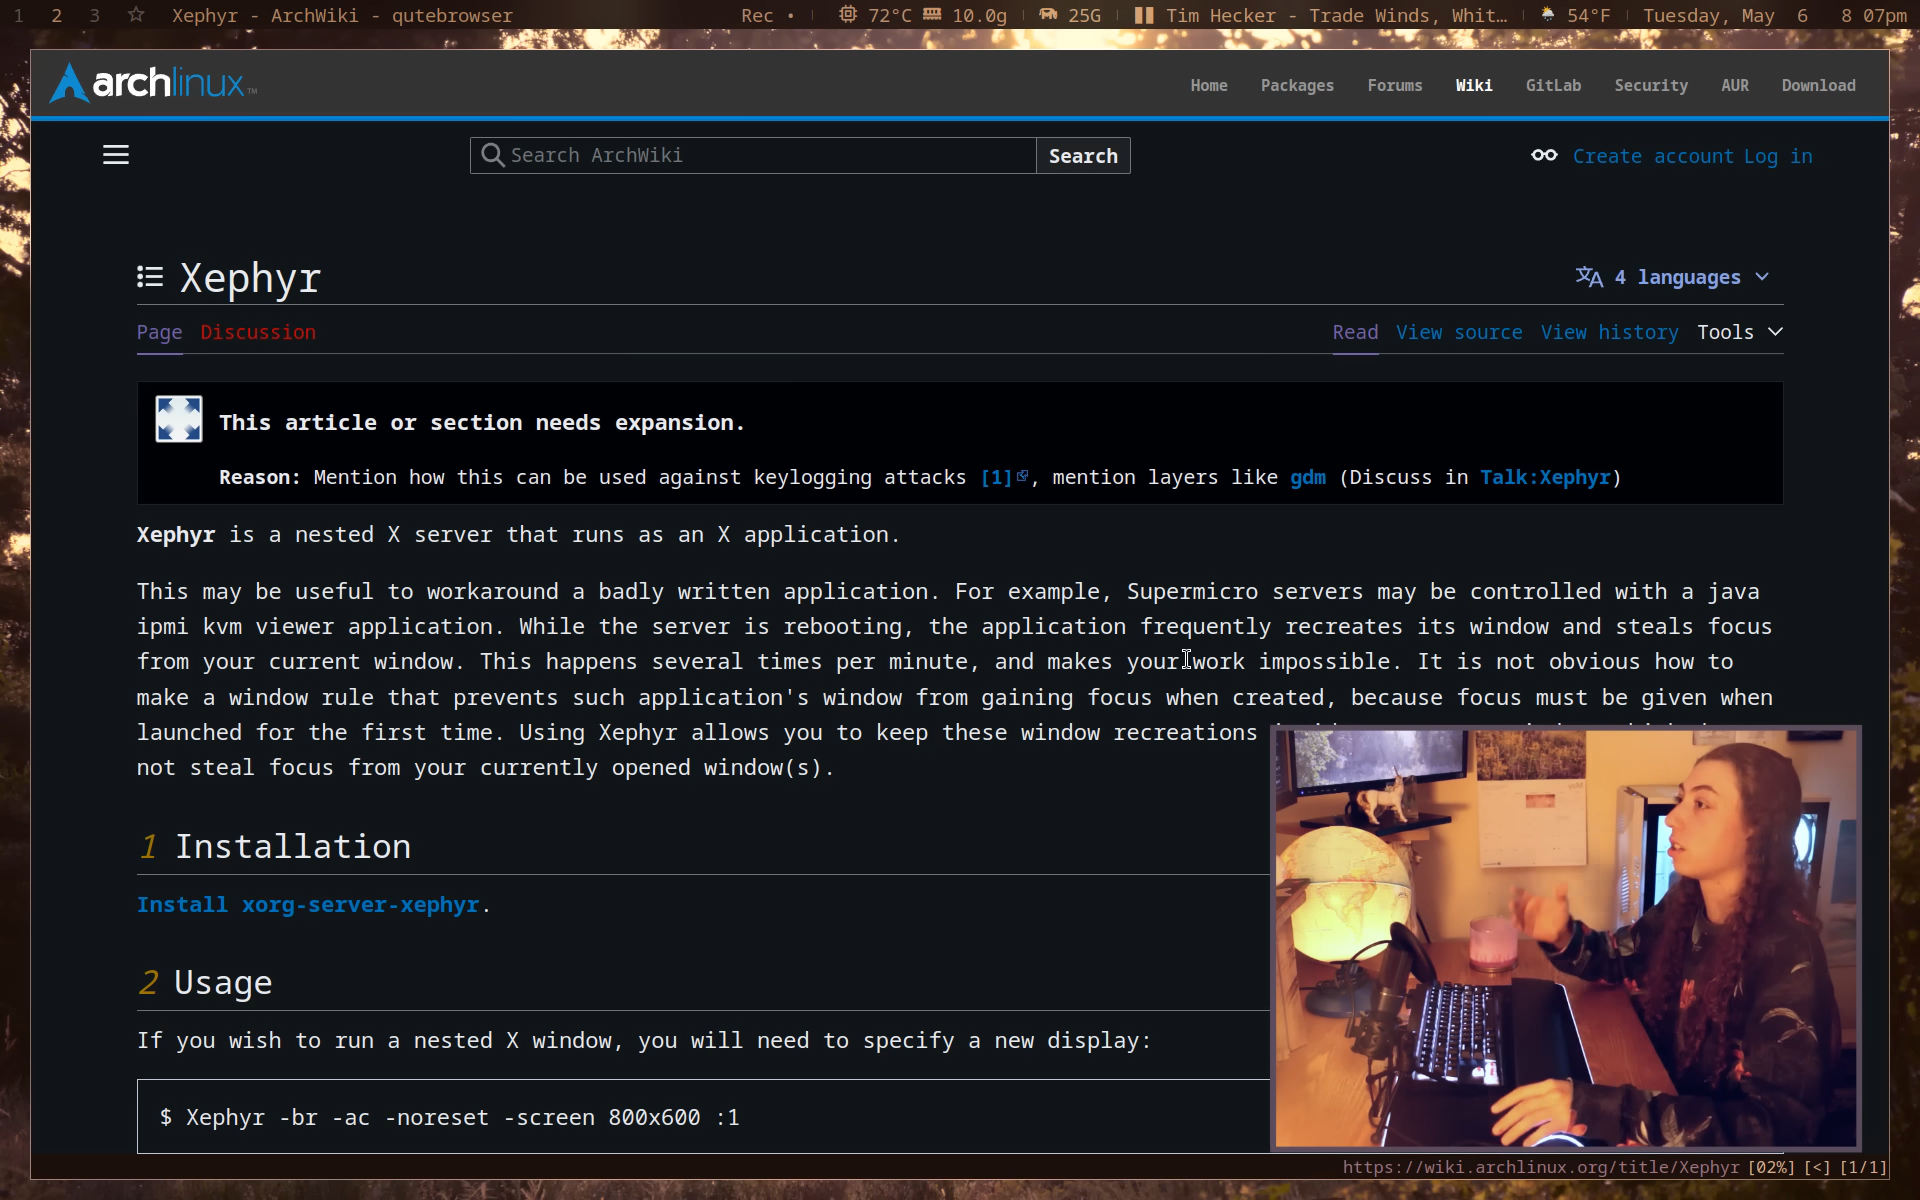 1 2 3 Xephyr - ArchWiki - qutebrowser Rec • 72°C 10.0g 25G Tim Hecker - Trade Winds, Whit… 54°F Tuesday, May 6 8 07pm
archlinux™ Home Packages Forums Wiki GitLab Security AUR Download
Search ArchWiki Search Create account Log in
Xephyr 4 languages
Page Discussion Read View source View history Tools
This article or section needs expansion.
Reason: Mention how this can be used against keylogging attacks [1], mention layers like gdm (Discuss in Talk:Xephyr)
Xephyr is a nested X server that runs as an X application.
This may be useful to workaround a badly written application. For example, Supermicro servers may be controlled with a java
ipmi kvm viewer application. While the server is rebooting, the application frequently recreates its window and steals focus
from your current window. This happens several times per minute, and makes your work impossible. It is not obvious how to
make a window rule that prevents such application's window from gaining focus when created, because focus must be given when
launched for the first time. Using Xephyr allows you to keep these window recreations
not steal focus from your currently opened window(s).
1 Installation
Install xorg-server-xephyr.
2 Usage
If you wish to run a nested X window, you will need to specify a new display:
$ Xephyr -br -ac -noreset -screen 800x600 :1
https://wiki.archlinux.org/title/Xephyr [02%] [<] [1/1]